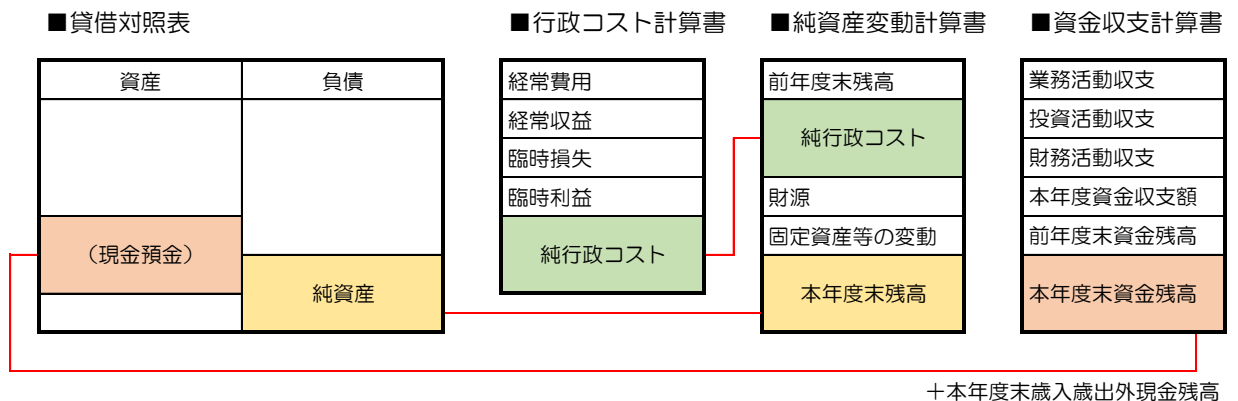 ■貸借対照表
資産
負債
（現金預金）
純資産
■行政コスト計算書
経常費用
経常収益
臨時損失
臨時利益
純行政コスト
■純資産変動計算書
前年度末残高
純行政コスト
財源
固定資産等の変動
本年度末残高
■資金収支計算書
業務活動収支
投資活動収支
財務活動収支
本年度資金収支額
前年度末資金残高
本年度末資金残高
＋本年度末歳入歳出外現金残高